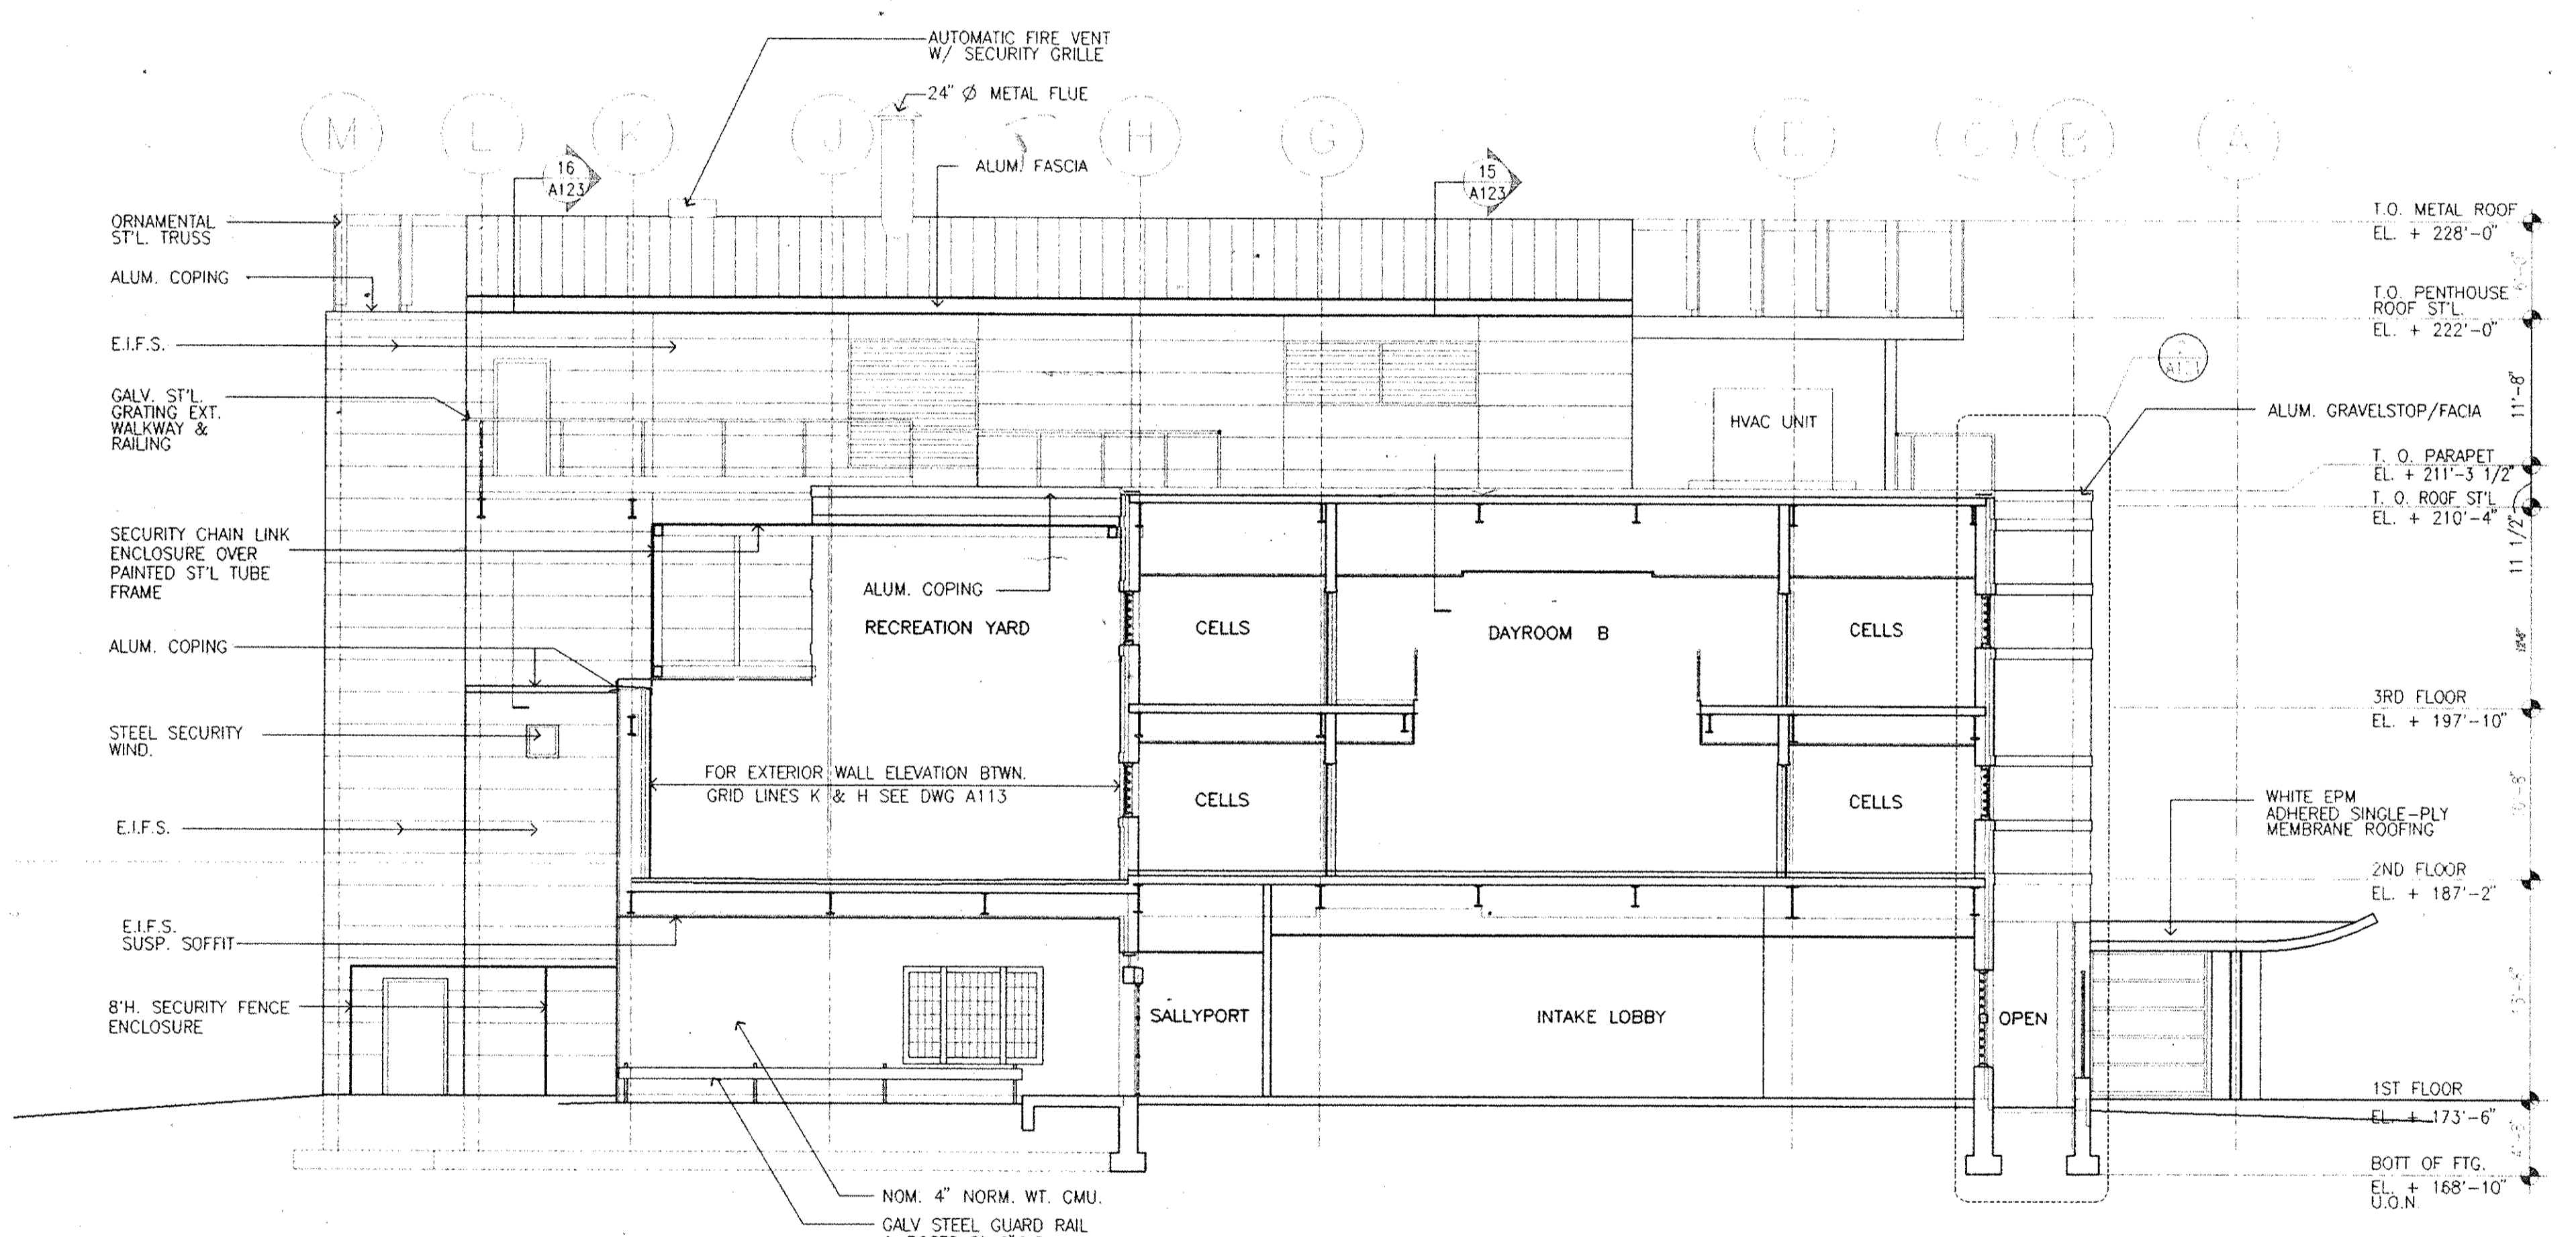 AUTOMATIC FIRE VENT
W/ SECURITY GRILLE
24" Ø METAL FLUE
M
L
K
J
H
G
E
C
B
A
16
A123
ALUM. FASCIA
15
A123
ORNAMENTAL
ST'L. TRUSS
ALUM. COPING
E.I.F.S.
GALV. ST'L.
GRATING EXT.
WALKWAY &
RAILING
SECURITY CHAIN LINK
ENCLOSURE OVER
PAINTED ST'L TUBE
FRAME
ALUM. COPING
STEEL SECURITY
WIND.
E.I.F.S.
E.I.F.S.
SUSP. SOFFIT
8'H. SECURITY FENCE
ENCLOSURE
HVAC UNIT
ALUM. COPING
RECREATION YARD
CELLS
DAYROOM B
CELLS
FOR EXTERIOR WALL ELEVATION BTWN.
GRID LINES K & H SEE DWG A113
CELLS
CELLS
SALLYPORT
INTAKE LOBBY
OPEN
NOM. 4" NORM. WT. CMU.
GALV STEEL GUARD RAIL
T.O. METAL ROOF
EL. + 228'-0"
T.O. PENTHOUSE
ROOF ST'L.
EL. + 222'-0"
11'-8"
ALUM. GRAVELSTOP/FACIA
T. O. PARAPET
EL. + 211'-3 1/2"
T. O. ROOF ST'L
EL. + 210'-4"
11 1/2"
3RD FLOOR
EL. + 197'-10"
WHITE EPM
ADHERED SINGLE-PLY
MEMBRANE ROOFING
2ND FLOOR
EL. + 187'-2"
1ST FLOOR
EL. + 173'-6"
BOTT OF FTG.
EL. + 168'-10"
U.O.N.